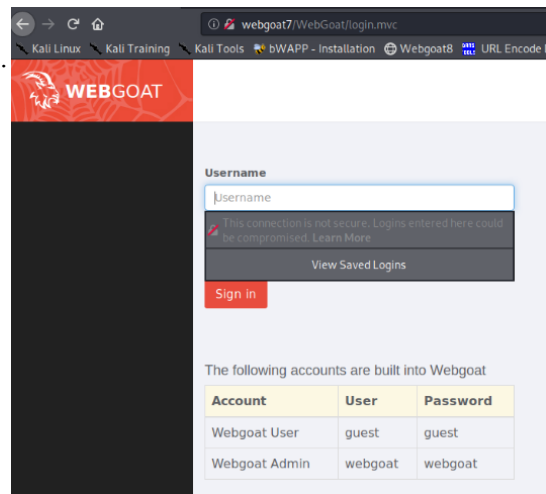 webgoat7/WebGoat/login.mvc
Kali Linux Kali Training Kali Tools bWAPP - Installation Webgoat8 URL Encode
WEBGOAT
Username
Username
This connection is not secure. Logins entered here could
be compromised. Learn More
View Saved Logins
Sign in
The following accounts are built into Webgoat
Account User Password
Webgoat User guest guest
Webgoat Admin webgoat webgoat